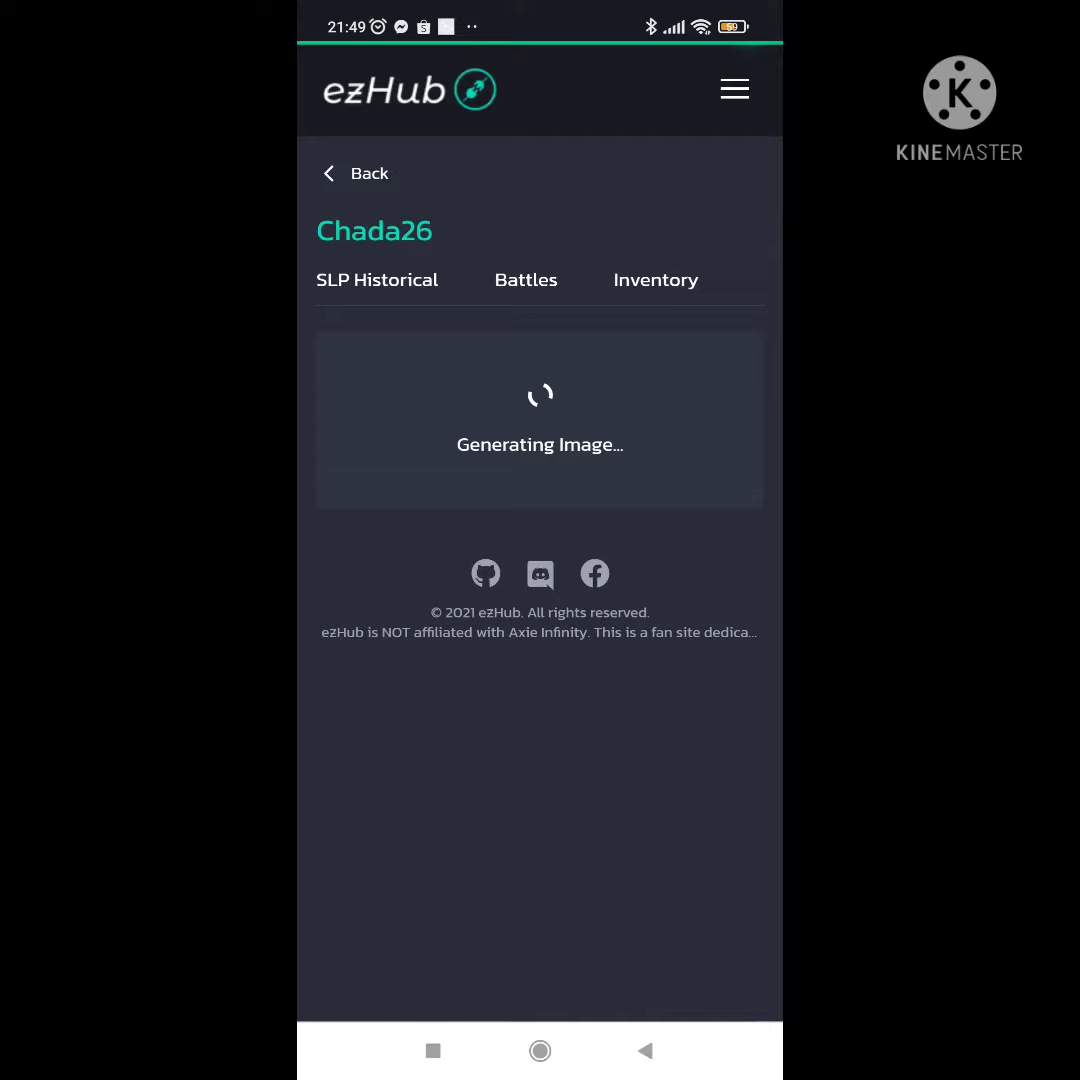 21:49
59
ezHub
K
KINEMASTER
Back
Chada26
SLP Historical Battles Inventory
Generating Image...
© 2021 ezHub. All rights reserved.
ezHub is NOT affiliated with Axie Infinity. This is a fan site dedica...